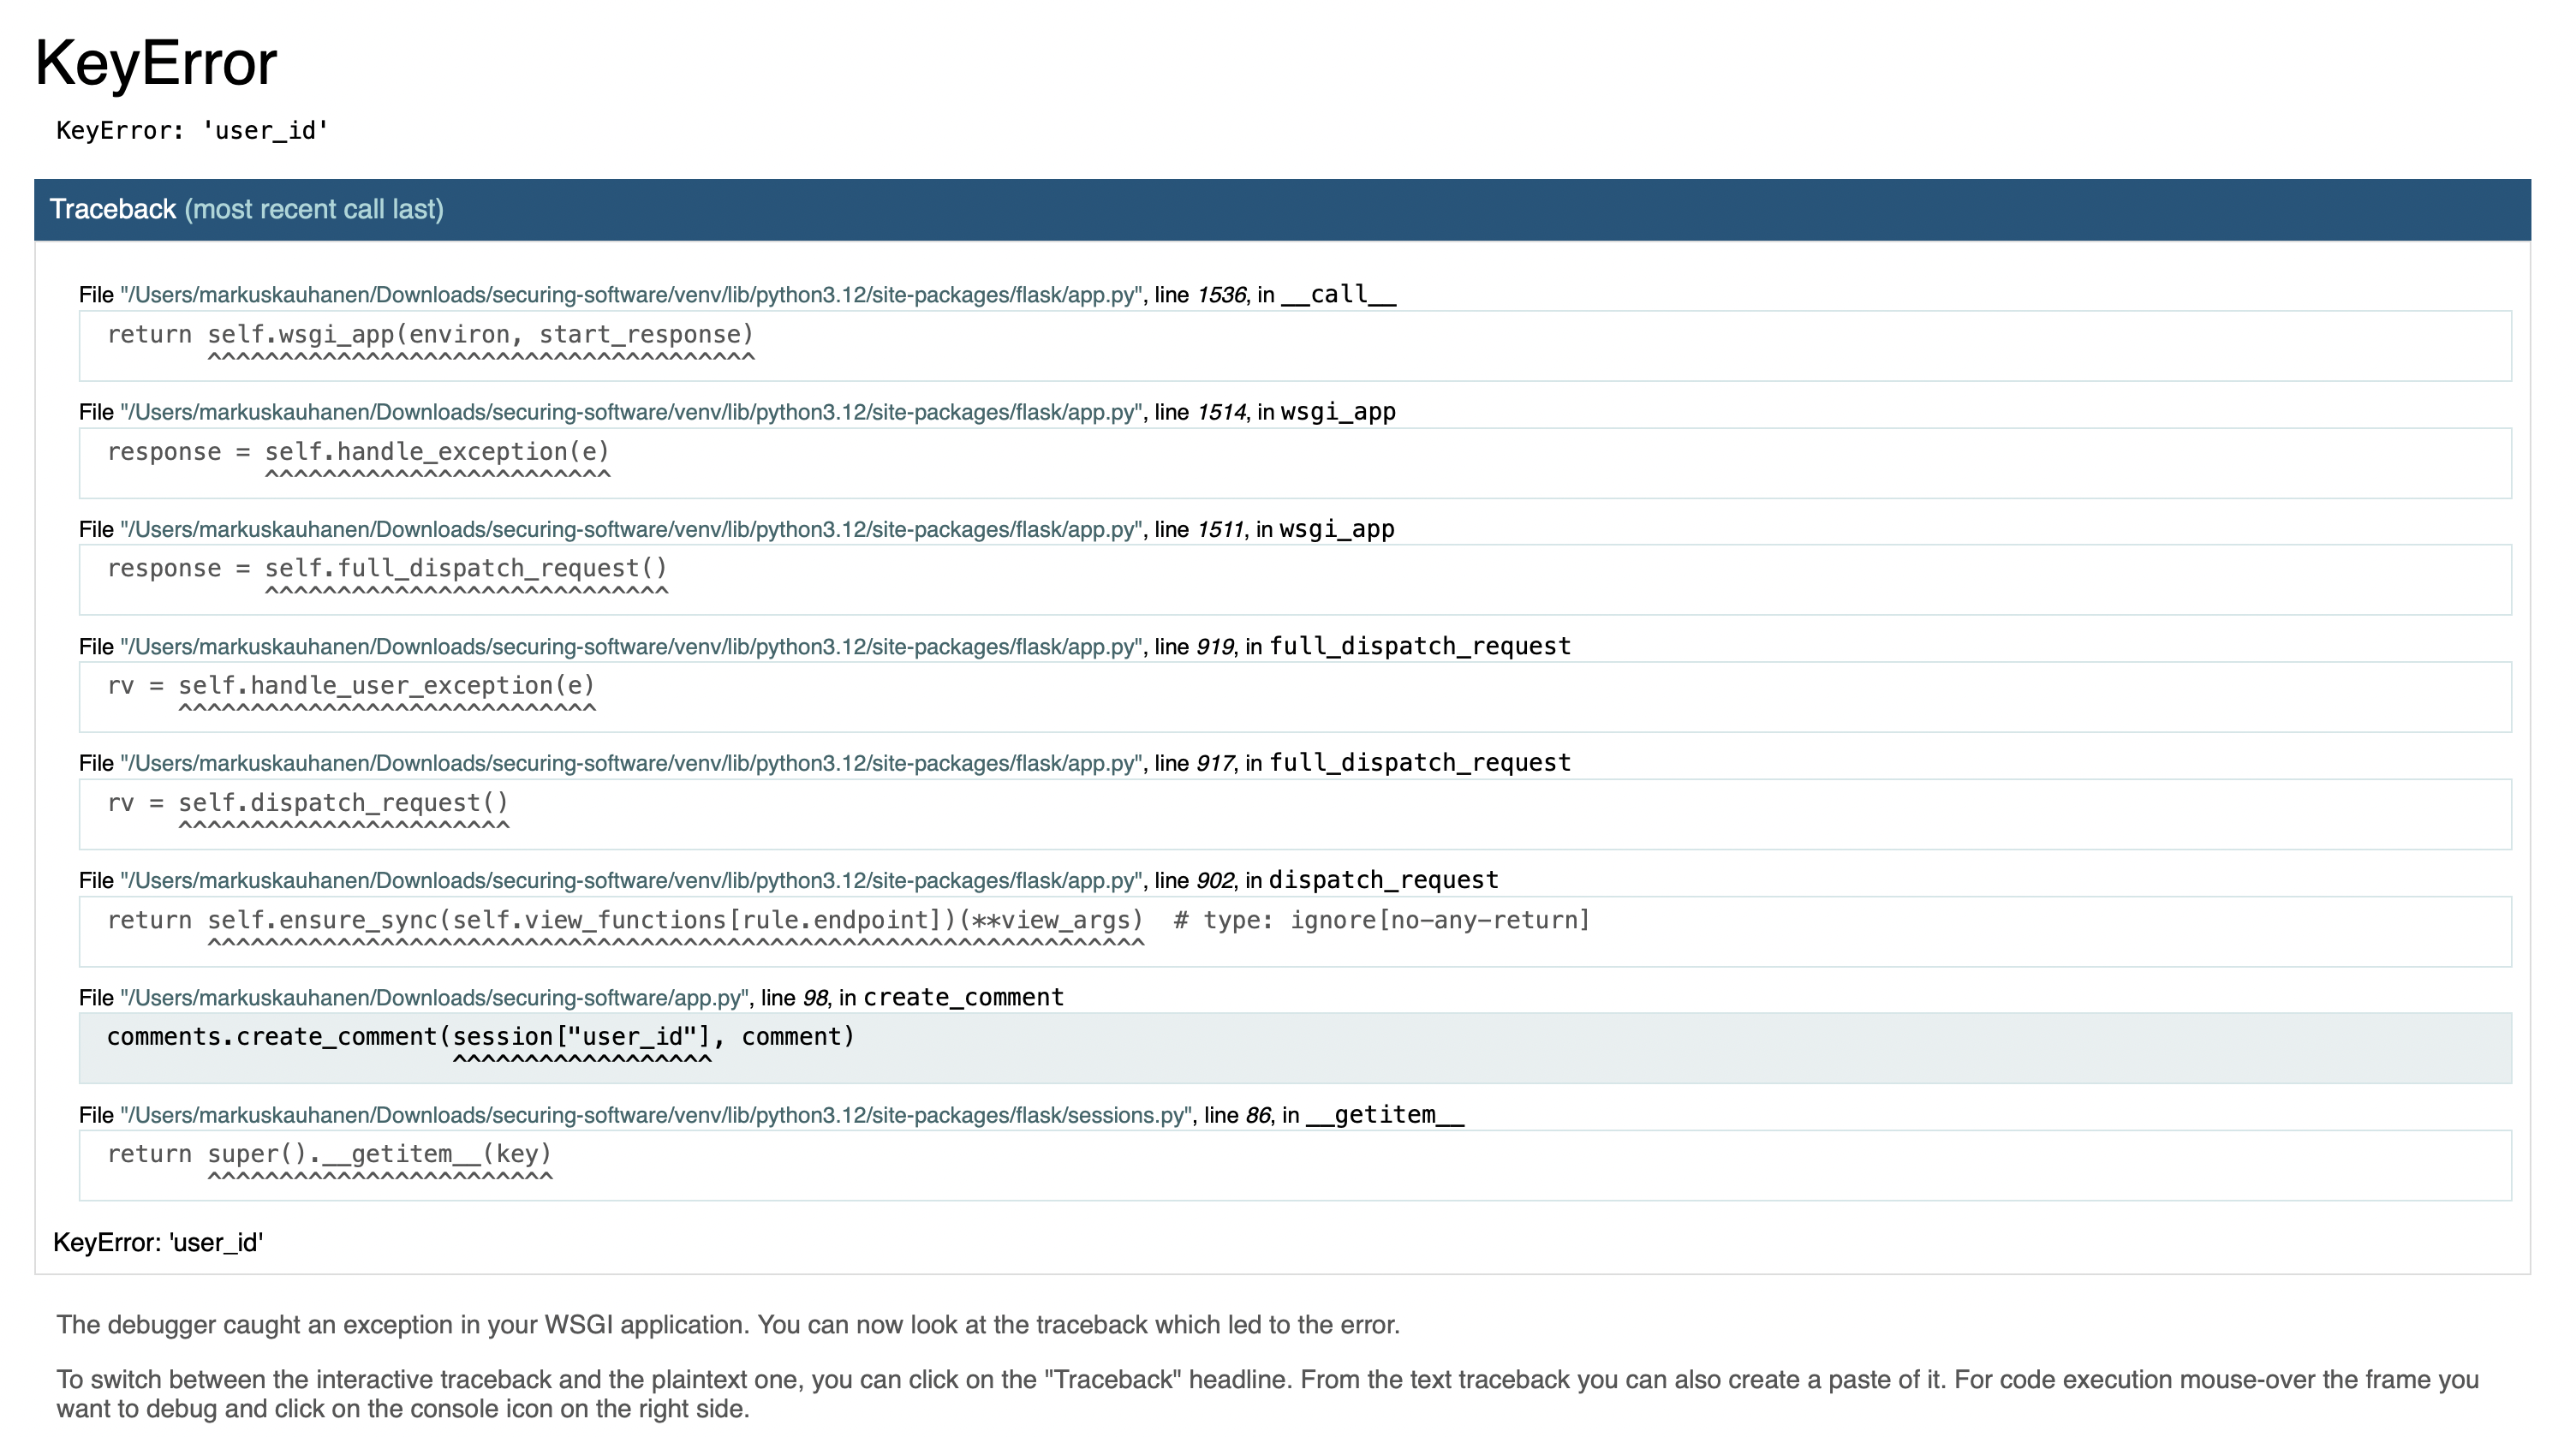 KeyError
KeyError: 'user_id'
Traceback (most recent call last)
File "/Users/markuskauhanen/Downloads/securing-software/venv/lib/python3.12/site-packages/flask/app.py", line 1536, in __call__
return self.wsgi_app(environ, start_response)
^^^^^^^^^^^^^^^^^^^^^^^^^^^^^^^^^^^^^^
File "/Users/markuskauhanen/Downloads/securing-software/venv/lib/python3.12/site-packages/flask/app.py", line 1514, in wsgi_app
response = self.handle_exception(e)
^^^^^^^^^^^^^^^^^^^^^^^^
File "/Users/markuskauhanen/Downloads/securing-software/venv/lib/python3.12/site-packages/flask/app.py", line 1511, in wsgi_app
response = self.full_dispatch_request()
^^^^^^^^^^^^^^^^^^^^^^^^^^^^
File "/Users/markuskauhanen/Downloads/securing-software/venv/lib/python3.12/site-packages/flask/app.py", line 919, in full_dispatch_request
rv = self.handle_user_exception(e)
^^^^^^^^^^^^^^^^^^^^^^^^^^^^^
File "/Users/markuskauhanen/Downloads/securing-software/venv/lib/python3.12/site-packages/flask/app.py", line 917, in full_dispatch_request
rv = self.dispatch_request()
^^^^^^^^^^^^^^^^^^^^^^^
File "/Users/markuskauhanen/Downloads/securing-software/venv/lib/python3.12/site-packages/flask/app.py", line 902, in dispatch_request
return self.ensure_sync(self.view_functions[rule.endpoint])(**view_args)  # type: ignore[no-any-return]
^^^^^^^^^^^^^^^^^^^^^^^^^^^^^^^^^^^^^^^^^^^^^^^^^^^^^^^^^^^^^^^^^
File "/Users/markuskauhanen/Downloads/securing-software/app.py", line 98, in create_comment
comments.create_comment(session["user_id"], comment)
^^^^^^^^^^^^^^^^^^
File "/Users/markuskauhanen/Downloads/securing-software/venv/lib/python3.12/site-packages/flask/sessions.py", line 86, in __getitem__
return super().__getitem__(key)
^^^^^^^^^^^^^^^^^^^^^^^^
KeyError: 'user_id'
The debugger caught an exception in your WSGI application. You can now look at the traceback which led to the error.
To switch between the interactive traceback and the plaintext one, you can click on the "Traceback" headline. From the text traceback you can also create a paste of it. For code execution mouse-over the frame you
want to debug and click on the console icon on the right side.